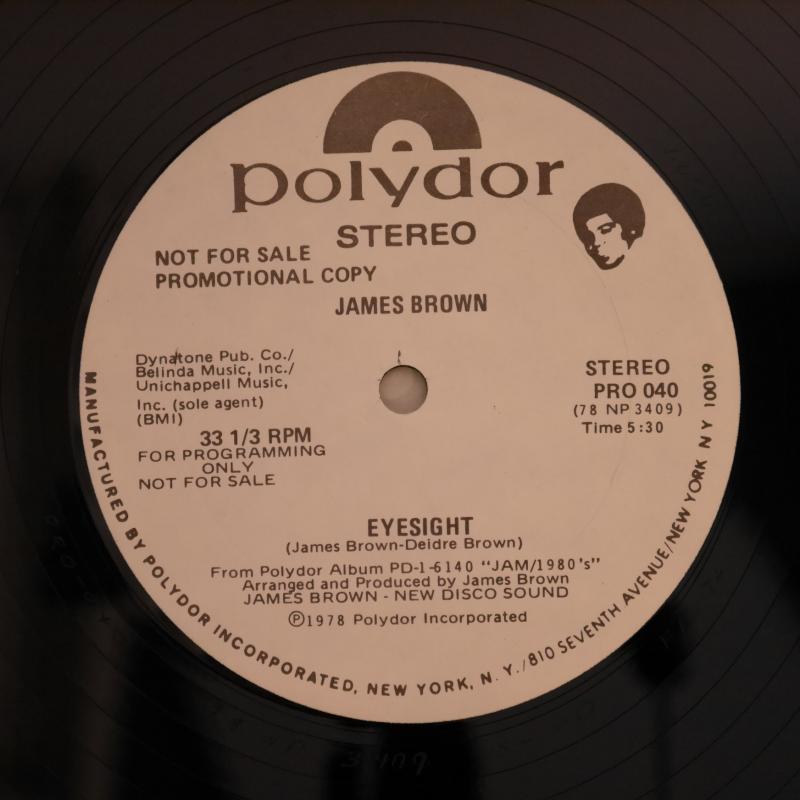 polydor
STEREO
NOT FOR SALE
PROMOTIONAL COPY
JAMES BROWN
Dynatone Pub. Co./
Belinda Music, Inc./
Unichappell Music,
Inc. (sole agent)
(BMI)
33 1/3 RPM
FOR PROGRAMMING
ONLY
NOT FOR SALE
STEREO
PRO 040
(78 NP 3409)
Time 5:30
EYESIGHT
(James Brown-Deidre Brown)
From Polydor Album PD-1-6140 "JAM/1980's"
Arranged and Produced by James Brown
JAMES BROWN - NEW DISCO SOUND
Ⓟ1978 Polydor Incorporated
MANUFACTURED BY POLYDOR INCORPORATED, NEW YORK, N.Y./810 SEVENTH AVENUE/NEW YORK NY 10019